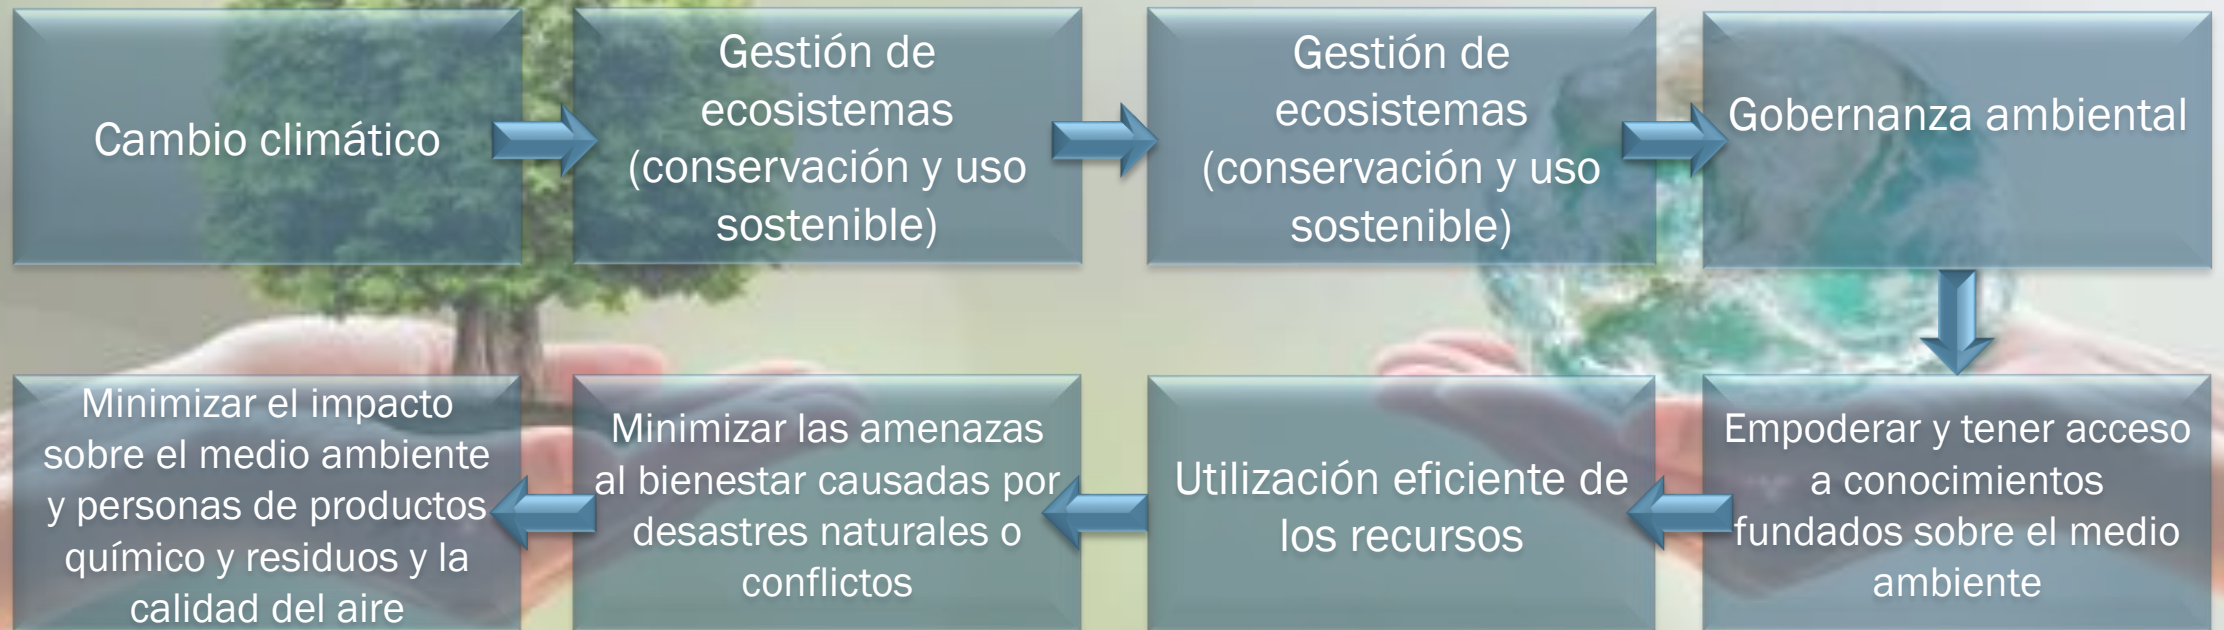 Cambio climático
Gestión de
ecosistemas
(conservación y uso
sostenible)
Gestión de
ecosistemas
(conservación y uso
sostenible)
Gobernanza ambiental
Empoderar y tener acceso
a conocimientos
fundados sobre el medio
ambiente
Utilización eficiente de
los recursos
Minimizar las amenazas
al bienestar causadas por
desastres naturales o
conflictos
Minimizar el impacto
sobre el medio ambiente
y personas de productos
químico y residuos y la
calidad del aire